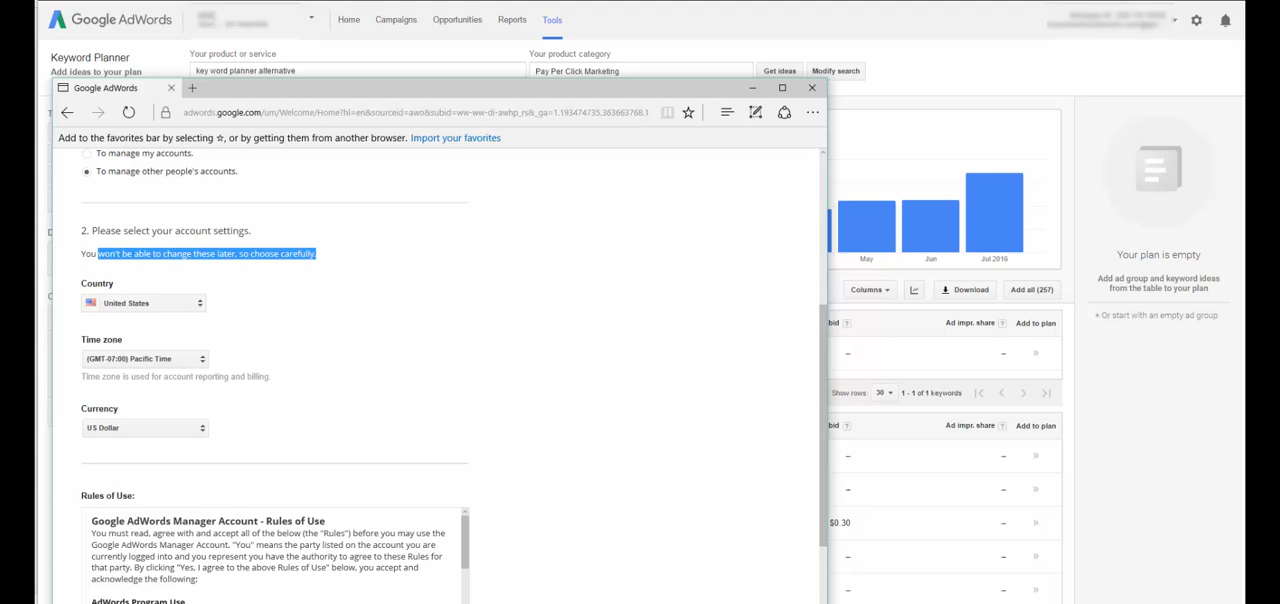 Google AdWords
Home Campaigns Opportunities Reports Tools
Keyword Planner
Add ideas to your plan
Your product or service
key word planner alternative
Your product category
Pay Per Click Marketing
Get ideas
Modify search
Google AdWords
adwords.google.com/um/Welcome/Home?hl=en&sourceid=awo&subid=ww-ww-di-awhp_rs&_ga=1.193474735.363663768.1
Add to the favorites bar by selecting ☆, or by getting them from another browser. Import your favorites
To manage my accounts.
To manage other people's accounts.
2. Please select your account settings.
You won't be able to change these later, so choose carefully.
Country
United States
Time zone
(GMT-07:00) Pacific Time
Time zone is used for account reporting and billing.
Currency
US Dollar
Rules of Use:
Google AdWords Manager Account - Rules of Use
You must read, agree with and accept all of the below (the "Rules") before you may use the
Google AdWords Manager Account. "You" means the party listed on the account you are
currently logged into and you represent you have the authority to agree to these Rules for
that party. By clicking "Yes, I agree to the above Rules of Use" below, you accept and
acknowledge the following:
AdWords Program Use
May Jun Jul 2016
Columns
Download
Add all (257)
bid ? Ad impr. share ? Add to plan
– – »
Show rows: 30 1 - 1 of 1 keywords
bid ? Ad impr. share ? Add to plan
– – »
– – »
$0.30 – »
– – »
– – »
Your plan is empty
Add ad group and keyword ideas
from the table to your plan
+ Or start with an empty ad group